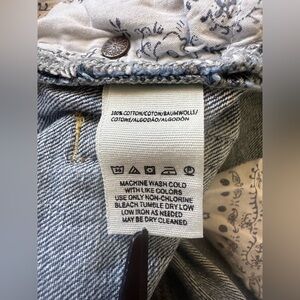 100% COTTON/COTON/BAUMWOLLE/
COTONE/ALGODÃO/ALGODÓN
MACHINE WASH COLD
WITH LIKE COLORS
USE ONLY NON-CHLORINE
BLEACH TUMBLE DRY LOW
LOW IRON AS NEEDED
MAY BE DRY CLEANED